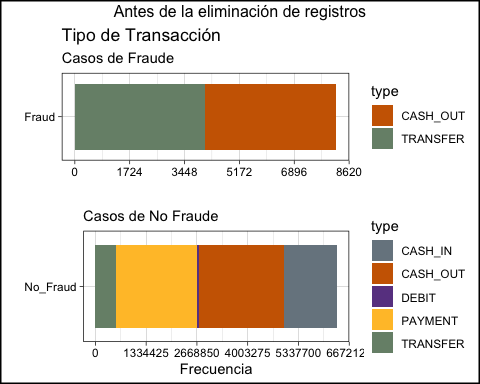 Antes de la eliminación de registros
Tipo de Transacción
Casos de Fraude
Fraud
0 1724 3448 5172 6896 8620
type
CASH_OUT
TRANSFER
Casos de No Fraude
No_Fraud
0 1334425 2668850 4003275 5337700 667212
Frecuencia
type
CASH_IN
CASH_OUT
DEBIT
PAYMENT
TRANSFER